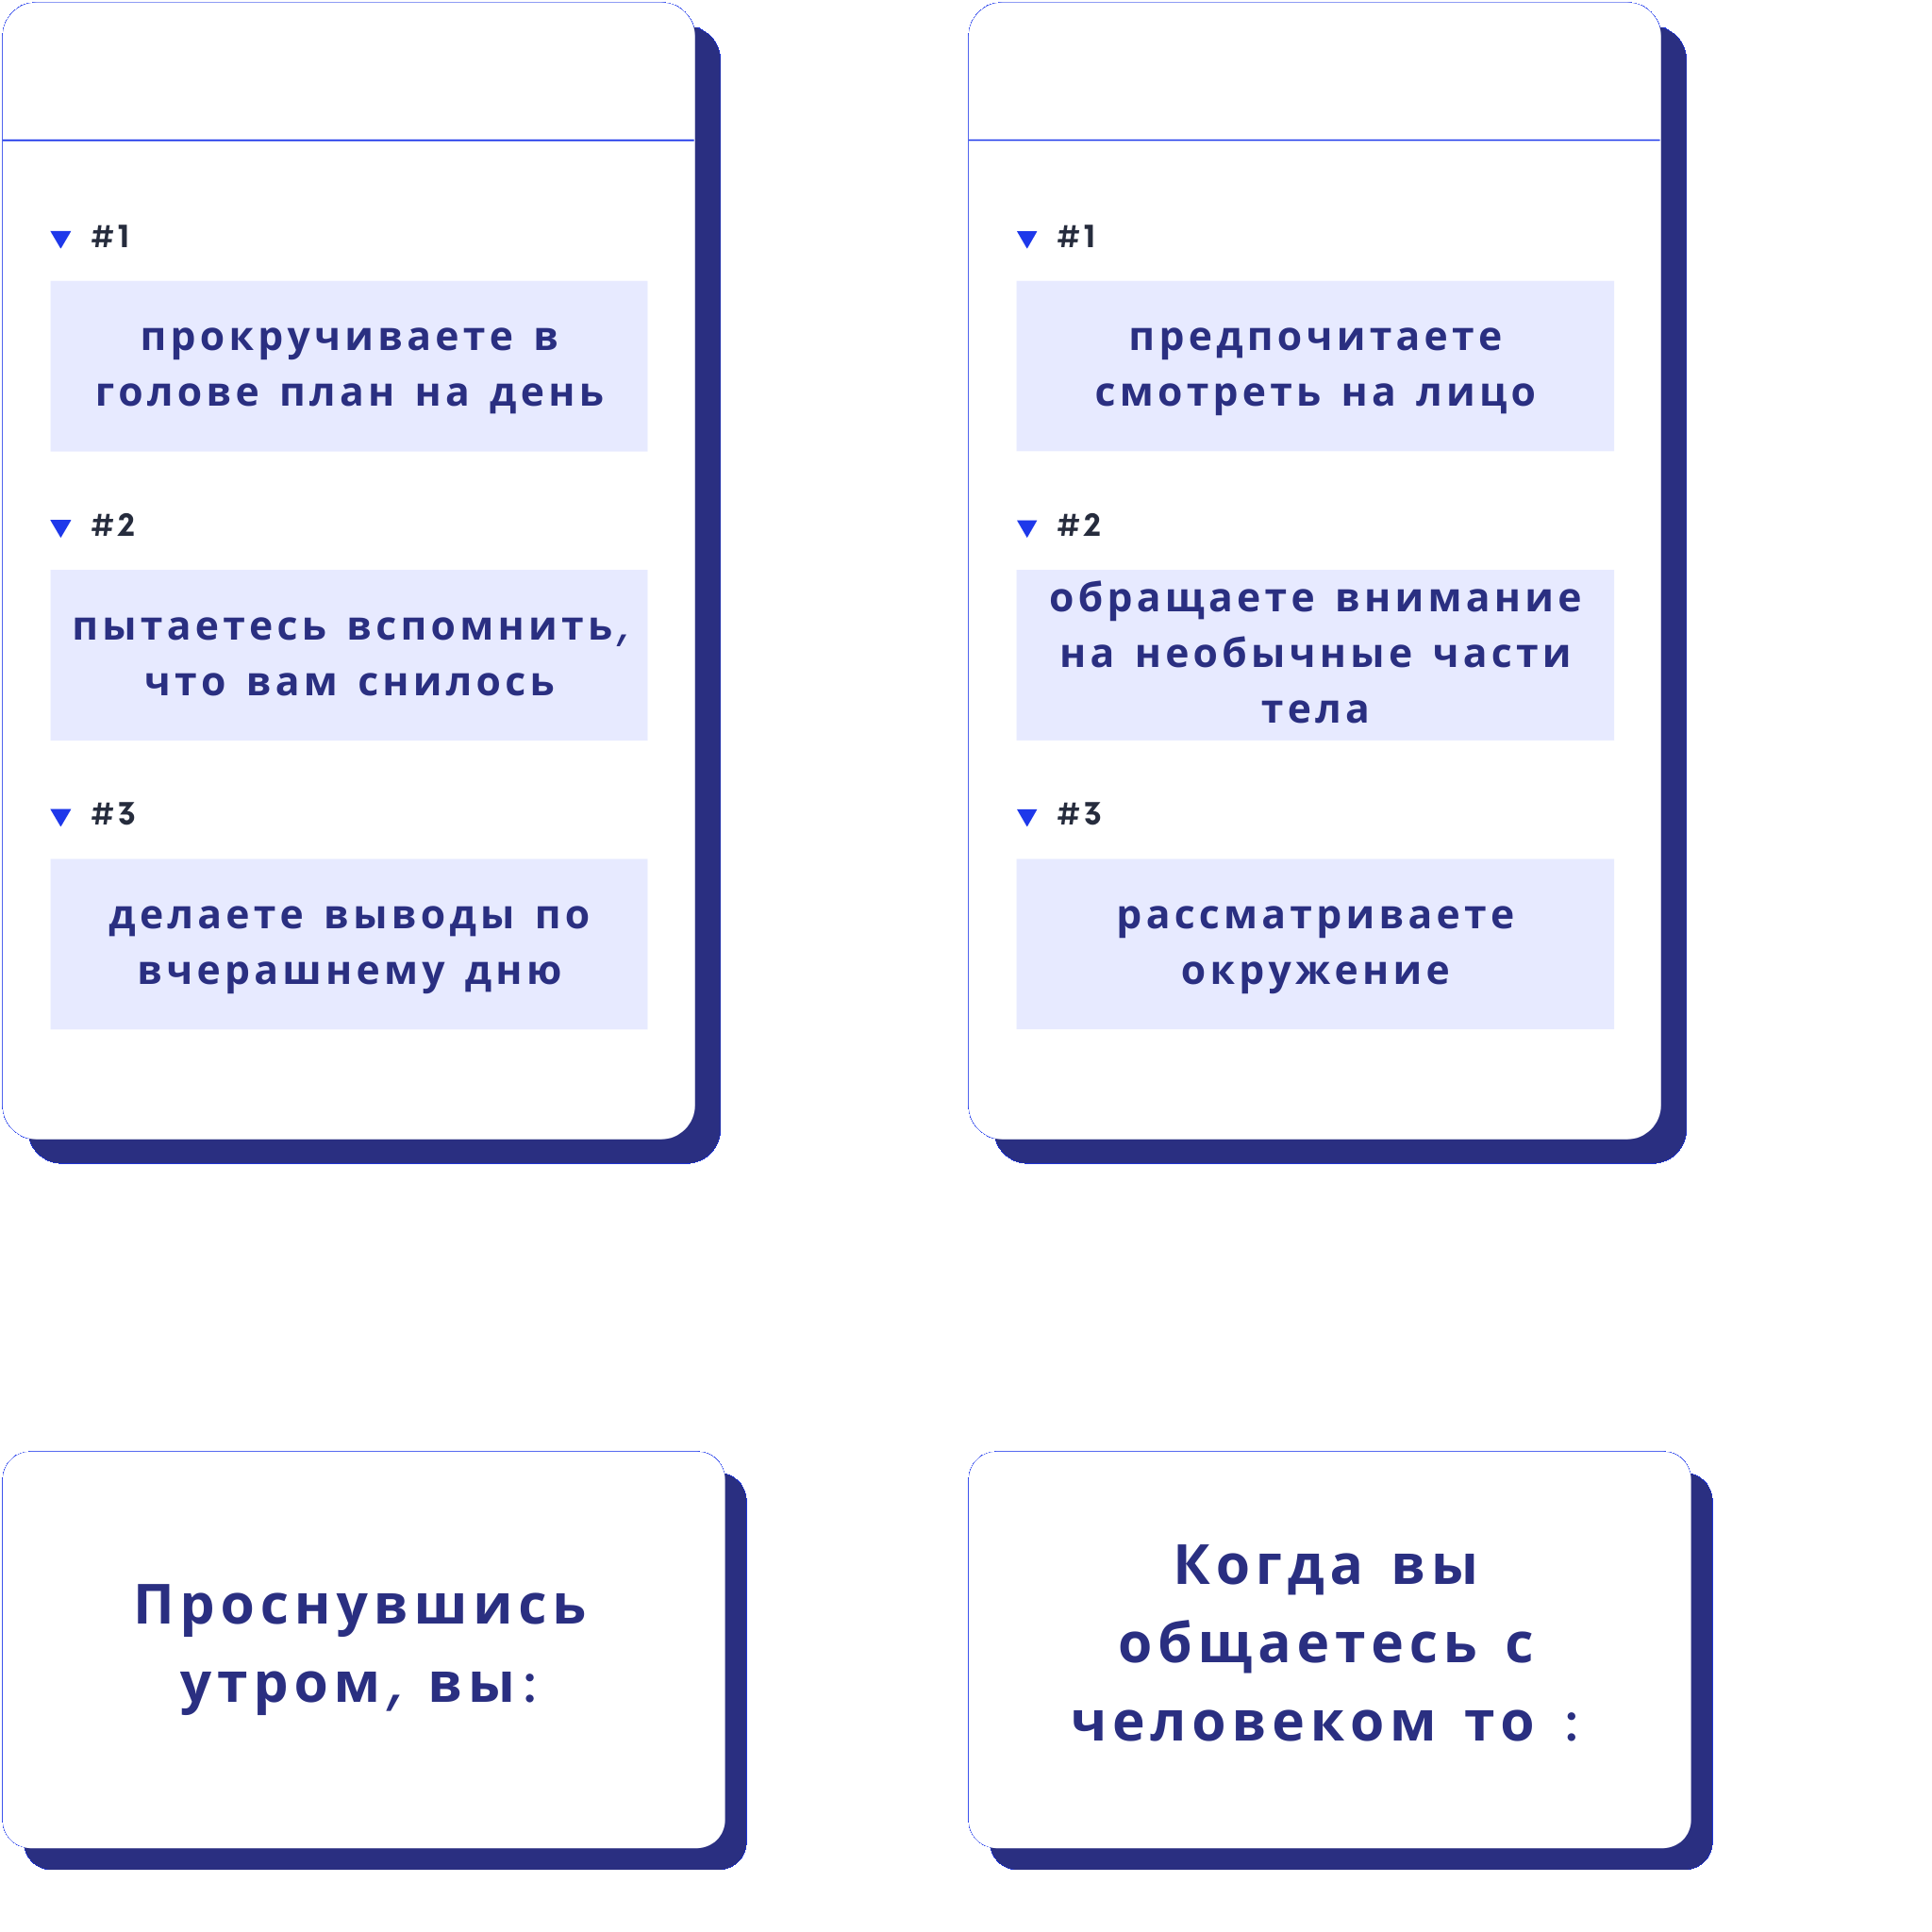 #1
прокручиваете в
голове план на день
#2
пытаетесь вспомнить,
что вам снилось
#3
делаете выводы по
вчерашнему дню
#1
предпочитаете
смотреть на лицо
#2
обращаете внимание
на необычные части
тела
#3
рассматриваете
окружение
Проснувшись
утром, вы:
Когда вы
общаетесь с
человеком то :